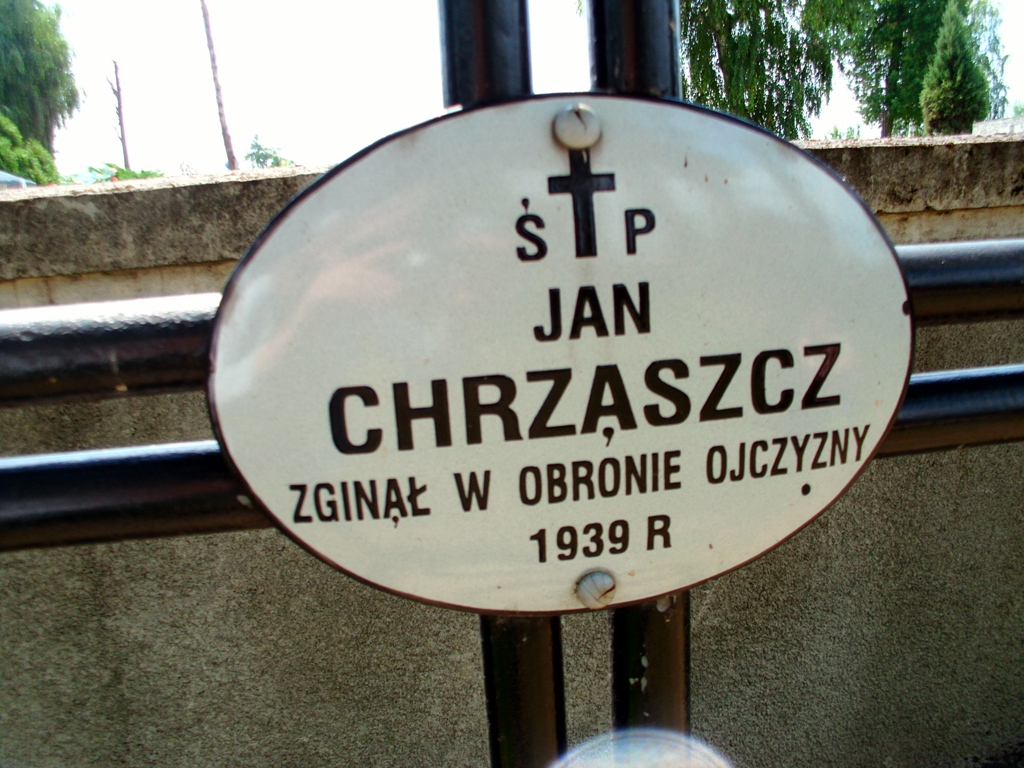 Ś P
JAN
CHRZĄSZCZ
ZGINĄŁ W OBRONIE OJCZYZNY
1939 R